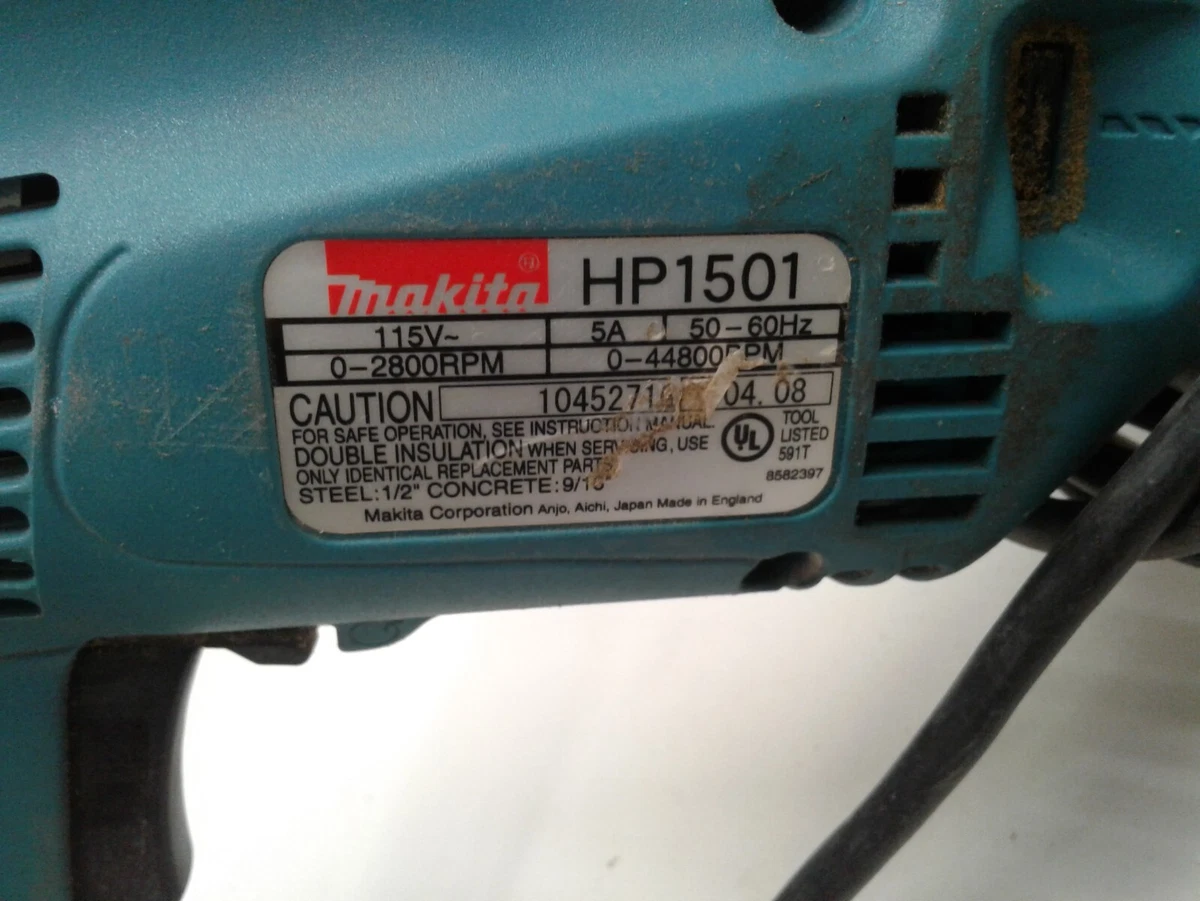 makita HP1501
115V~ 5A 50-60Hz
0-2800RPM 0-44800BPM
CAUTION 04. 08
FOR SAFE OPERATION, SEE INSTRUCTION MANUAL.
DOUBLE INSULATION WHEN SERVICING, USE
ONLY IDENTICAL REPLACEMENT PARTS
STEEL:1/2" CONCRETE:9/16"
UL TOOL
LISTED
591T
8582397
Makita Corporation Anjo, Aichi, Japan Made in England